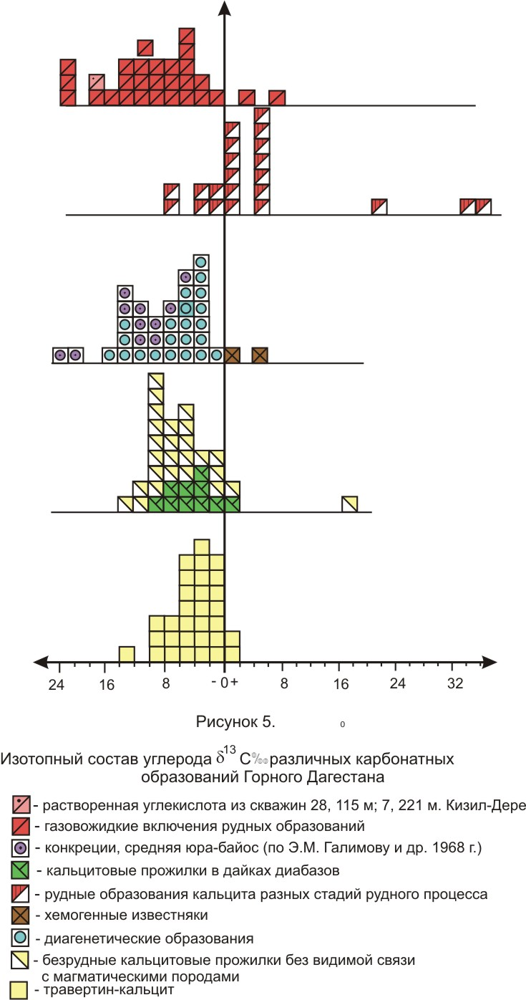 24 16 8 - 0 + 8 16 24 32
Рисунок 5. 0
Изотопный состав углерода δ¹³ C‰ различных карбонатных
образований Горного Дагестана
- растворенная углекислота из скважин 28, 115 м; 7, 221 м. Кизил-Дере
- газовожидкие включения рудных образований
- конкреции, средняя юра-байос (по Э.М. Галимову и др. 1968 г.)
- кальцитовые прожилки в дайках диабазов
- рудные образования кальцита разных стадий рудного процесса
- хемогенные известняки
- диагенетические образования
- безрудные кальцитовые прожилки без видимой связи
с магматическими породами
- травертин-кальцит